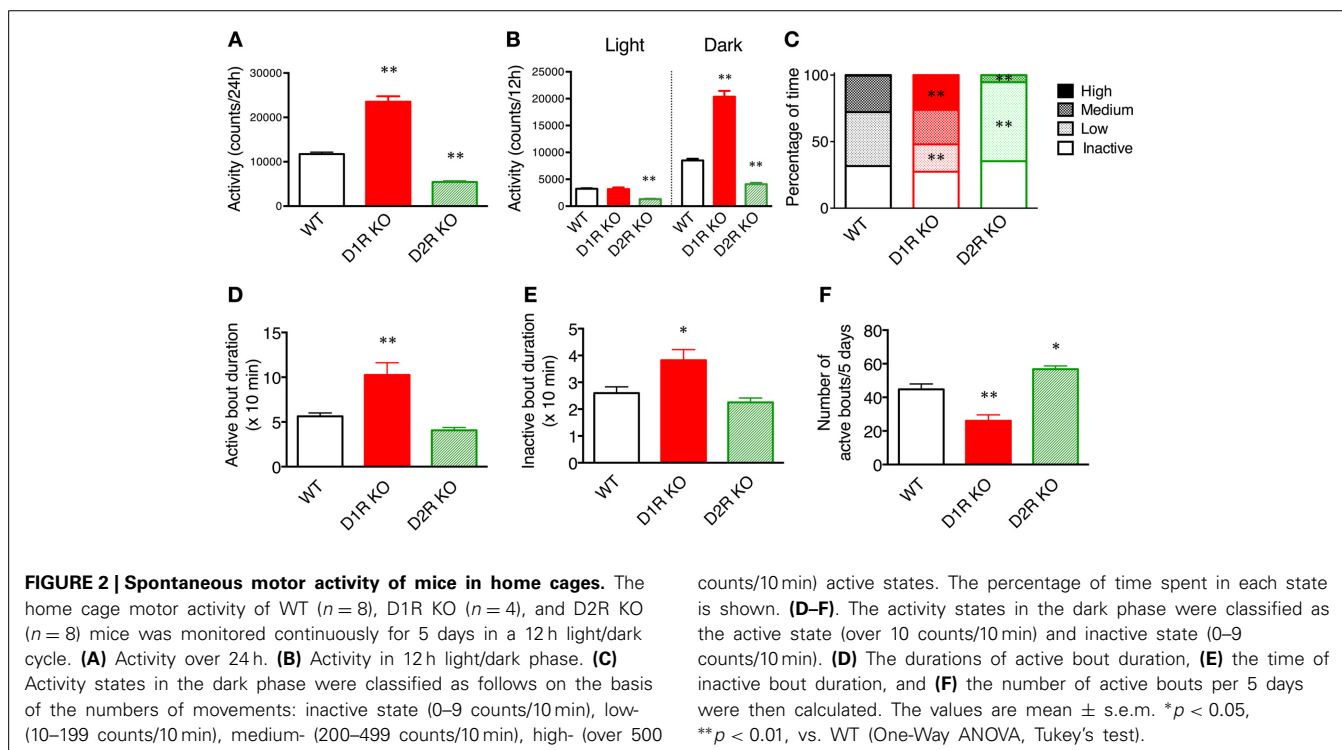 A
Activity (counts/24h)
30000
20000
10000
0
**
**
WT
D1R KO
D2R KO
B
Light
Dark
Activity (counts/12h)
25000
20000
15000
10000
5000
0
**
**
**
WT
D1R KO
D2R KO
WT
D1R KO
D2R KO
C
Percentage of time
100
50
0
**
**
**
**
WT
D1R KO
D2R KO
High
Medium
Low
Inactive
D
Active bout duration
(x 10 min)
15
10
5
0
**
WT
D1R KO
D2R KO
E
Inactive bout duration
(x 10 min)
5
4
3
2
1
0
*
WT
D1R KO
D2R KO
F
Number of
actve bouts/5 days
80
60
40
20
0
**
*
WT
D1R KO
D2R KO
FIGURE 2 | Spontaneous motor activity of mice in home cages. The
home cage motor activity of WT (n = 8), D1R KO (n = 4), and D2R KO
(n = 8) mice was monitored continuously for 5 days in a 12 h light/dark
cycle. (A) Activity over 24 h. (B) Activity in 12 h light/dark phase. (C)
Activity states in the dark phase were classified as follows on the basis
of the numbers of movements: inactive state (0–9 counts/10 min), low-
(10–199 counts/10 min), medium- (200–499 counts/10 min), high- (over 500
counts/10 min) active states. The percentage of time spent in each state
is shown. (D–F). The activity states in the dark phase were classified as
the active state (over 10 counts/10 min) and inactive state (0–9
counts/10 min). (D) The durations of active bout duration, (E) the time of
inactive bout duration, and (F) the number of active bouts per 5 days
were then calculated. The values are mean ± s.e.m. *p < 0.05,
**p < 0.01, vs. WT (One-Way ANOVA, Tukey's test).